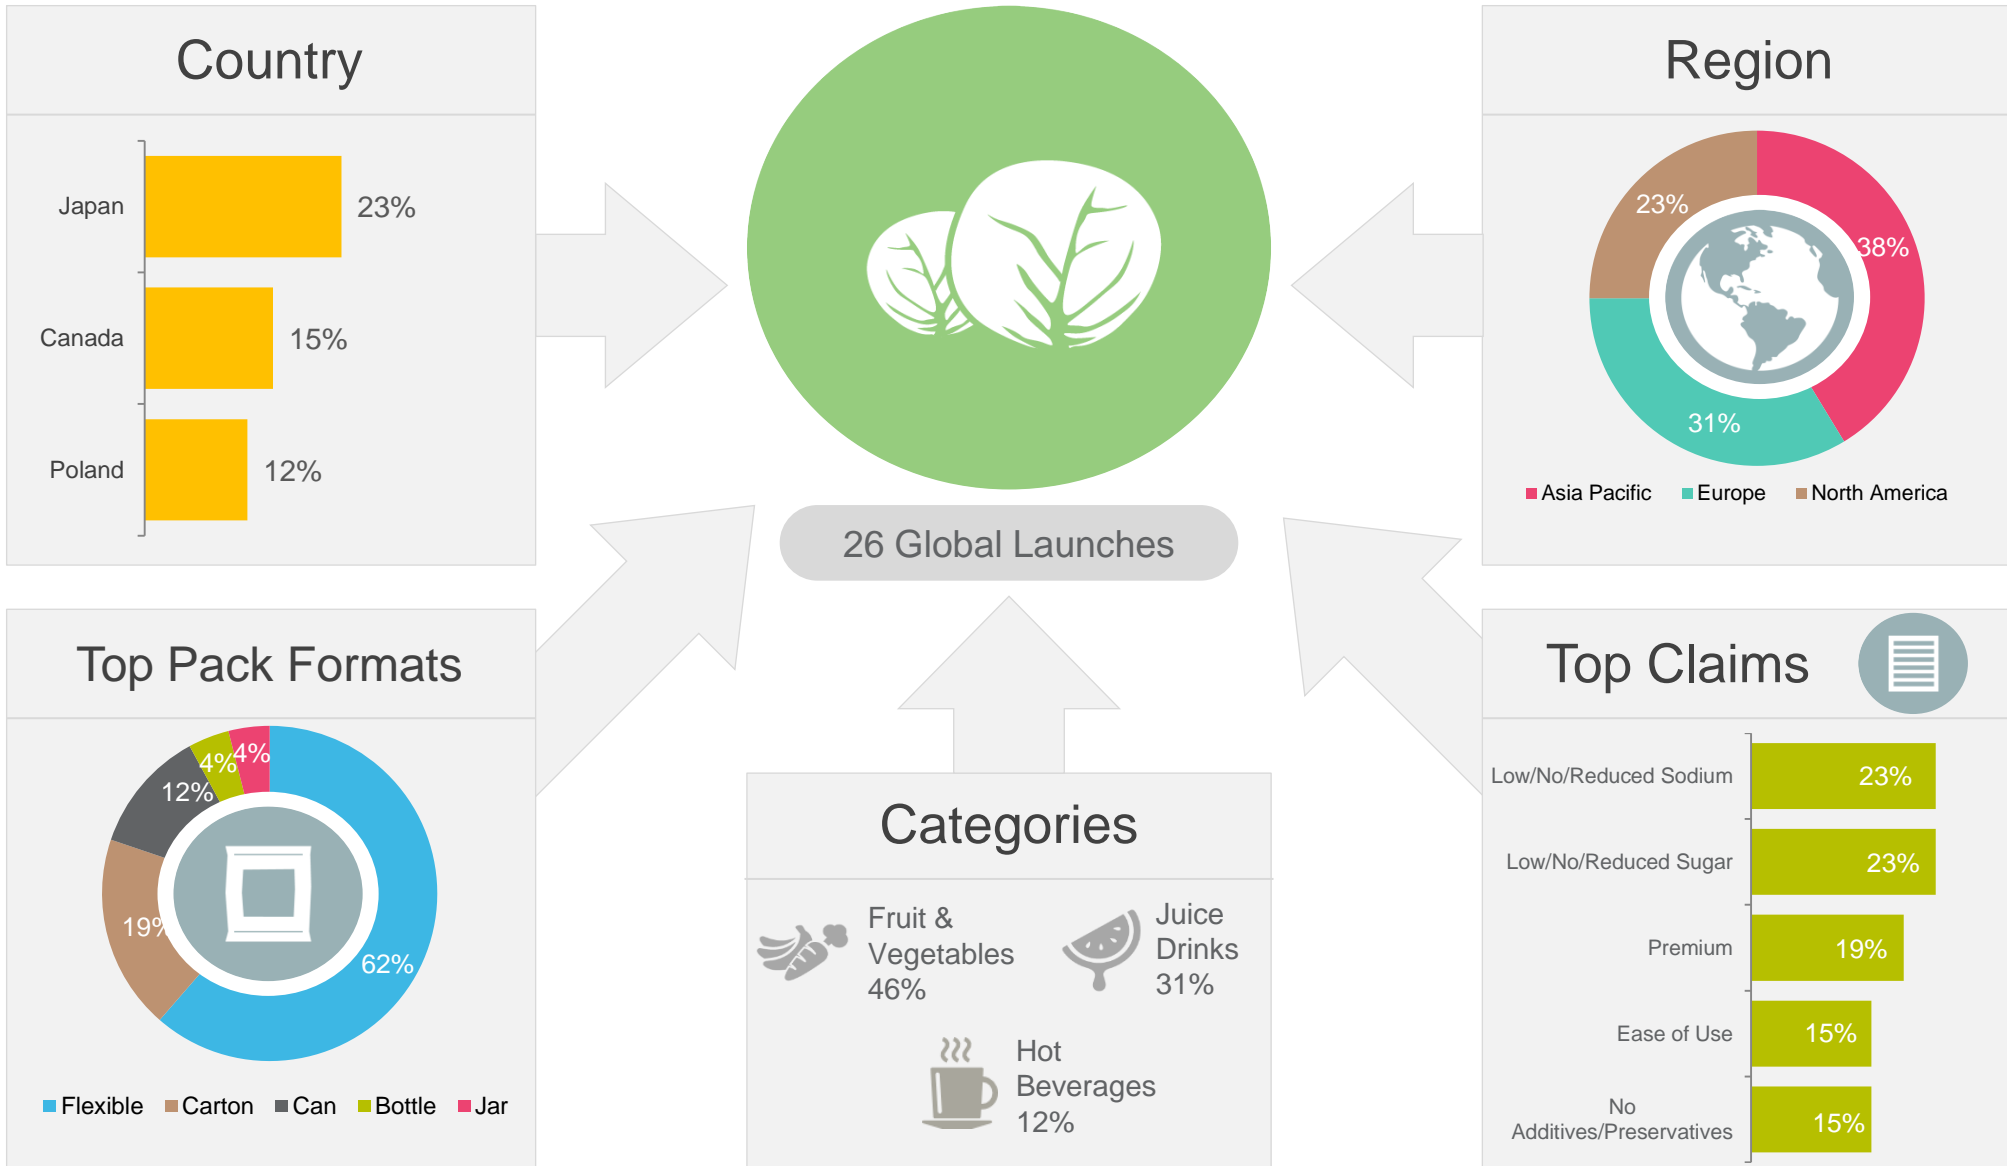 Country
Japan
23%
Canada
15%
Poland
12%
26 Global Launches
Region
23%
38%
31%
Asia Pacific
Europe
North America
Top Pack Formats
4%
4%
12%
19%
62%
Flexible
Carton
Can
Bottle
Jar
Categories
Fruit &
Vegetables
46%
Juice
Drinks
31%
Hot
Beverages
12%
Top Claims
Low/No/Reduced Sodium
23%
Low/No/Reduced Sugar
23%
Premium
19%
Ease of Use
15%
No
Additives/Preservatives
15%